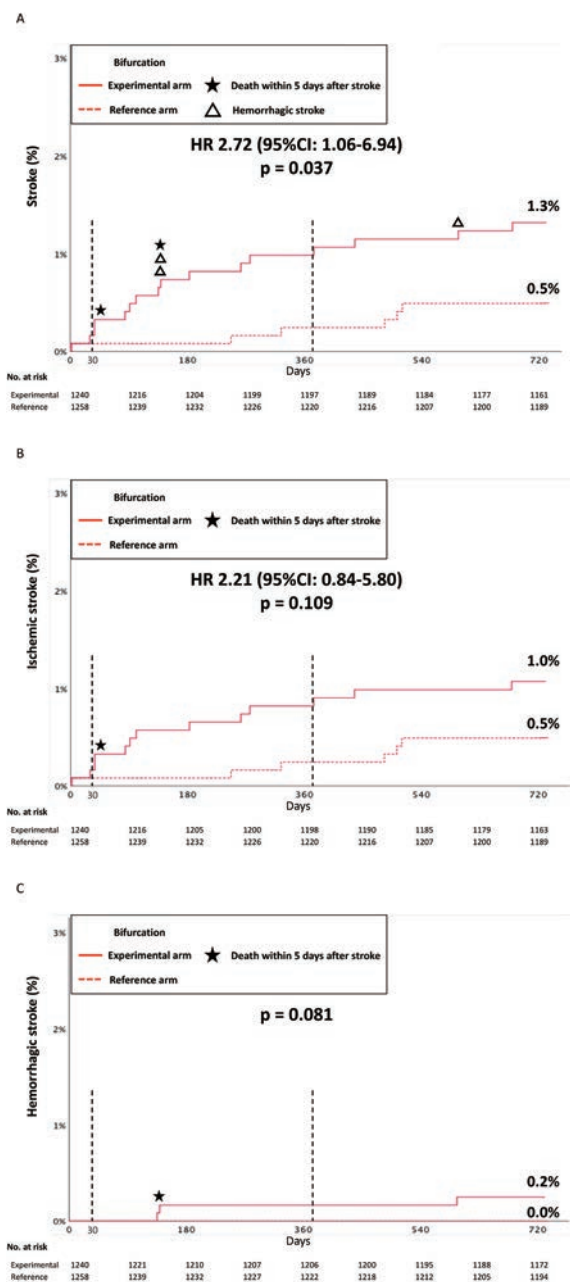 A
3%
Bifurcation
Experimental arm ★ Death within 5 days after stroke
Reference arm △ Hemorrhagic stroke
HR 2.72 (95%CI: 1.06-6.94)
p = 0.037
2%
Stroke (%)
1.3%
1%
0.5%
0%
0 30 180 360 540 720
Days
No. at risk
Experimental 1240 1216 1204 1199 1197 1189 1184 1177 1161
Reference 1258 1239 1232 1226 1220 1216 1207 1200 1189
B
3%
Bifurcation
Experimental arm ★ Death within 5 days after stroke
Reference arm
HR 2.21 (95%CI: 0.84-5.80)
p = 0.109
2%
Ischemic stroke (%)
1.0%
1%
0.5%
0%
0 30 180 360 540 720
Days
No. at risk
Experimental 1240 1216 1205 1200 1198 1190 1185 1179 1163
Reference 1258 1239 1232 1226 1220 1216 1207 1200 1189
C
3%
Bifurcation
Experimental arm ★ Death within 5 days after stroke
Reference arm
p = 0.081
2%
Hemorrhagic stroke (%)
1%
0.2%
0.0%
0%
0 30 180 360 540 720
Days
No. at risk
Experimental 1240 1221 1210 1207 1206 1200 1195 1188 1172
Reference 1258 1239 1232 1227 1222 1218 1212 1205 1194